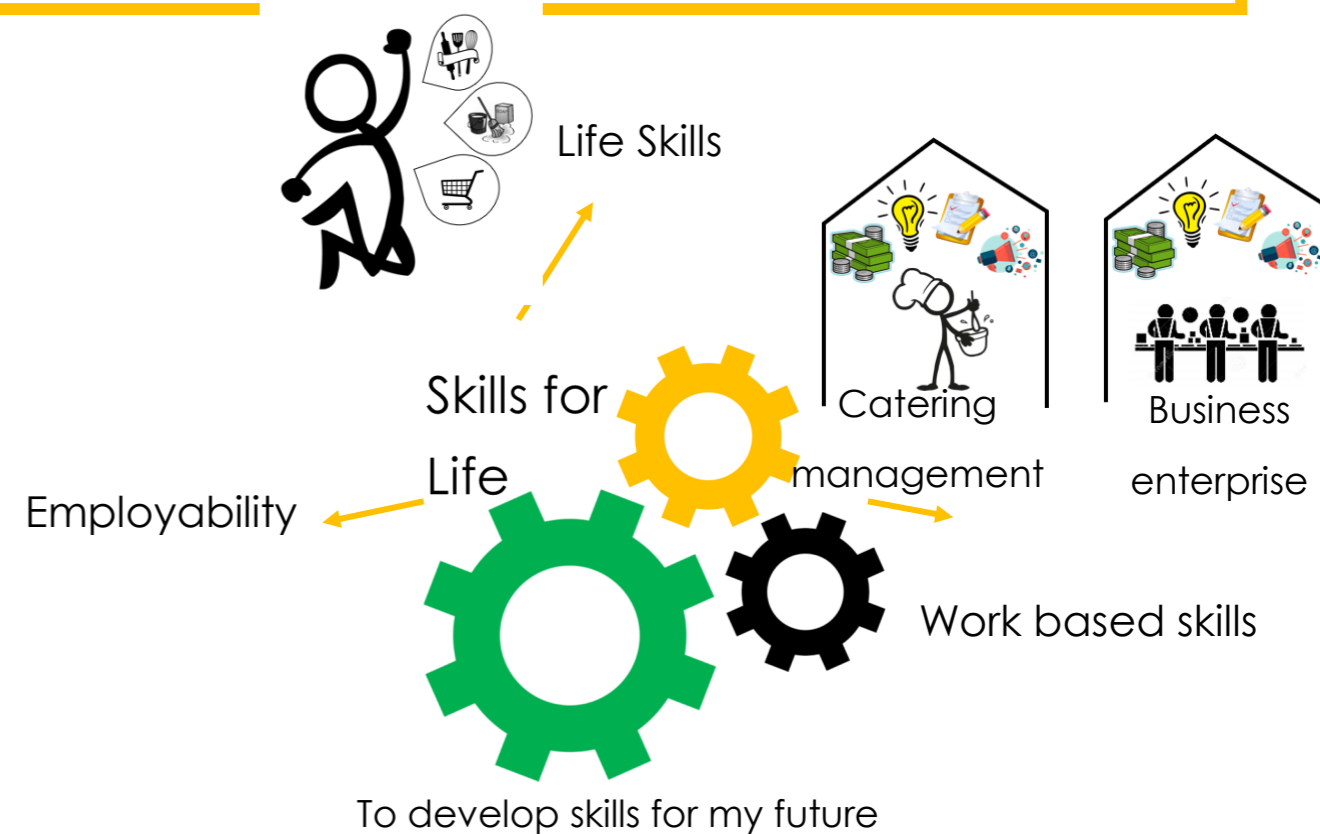 Life Skills
Skills for
Life
Catering
management
Business
enterprise
Employability
Work based skills
To develop skills for my future